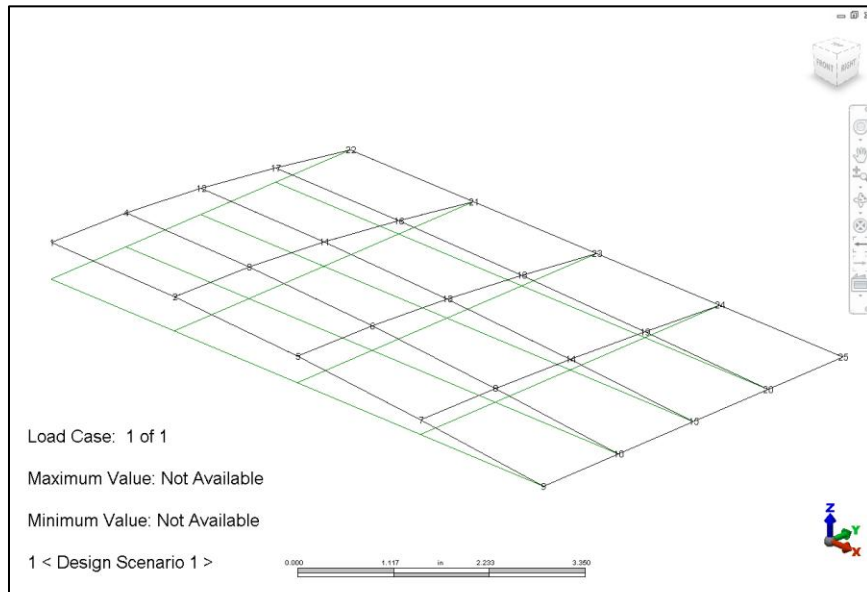 FRONT
RIGHT
22
17
12
4
1
21
16
11
3
2
23
18
13
6
5
24
19
14
8
7
25
20
15
10
9
Load Case: 1 of 1
Maximum Value: Not Available
Minimum Value: Not Available
1 < Design Scenario 1 >
0.000 1.117 in 2.233 3.350
Z
Y
X